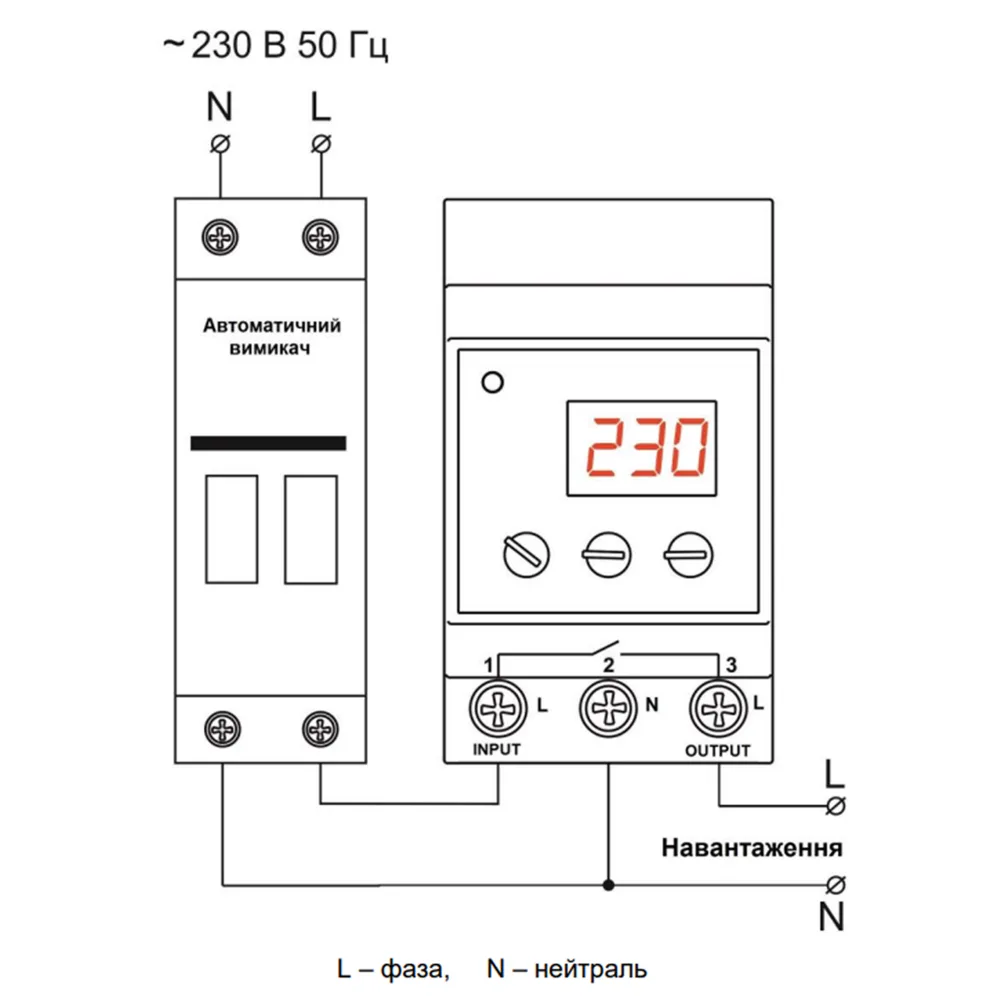 ~ 230 В 50 Гц
N L
Автоматичний
вимикач
230
1 2 3
L N L
INPUT OUTPUT
L
Навантаження
N
L – фаза, N – нейтраль